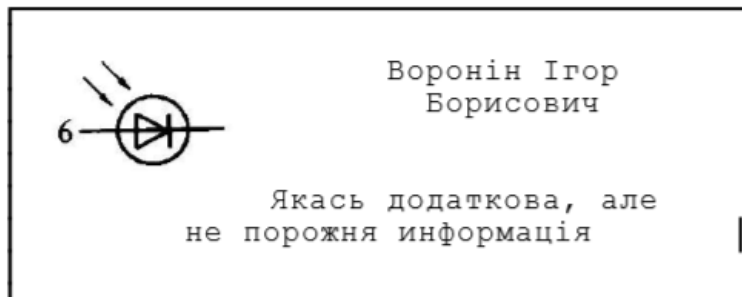 Воронін Ігор
Борисович
6
Якась додаткова, але
не порожня информація